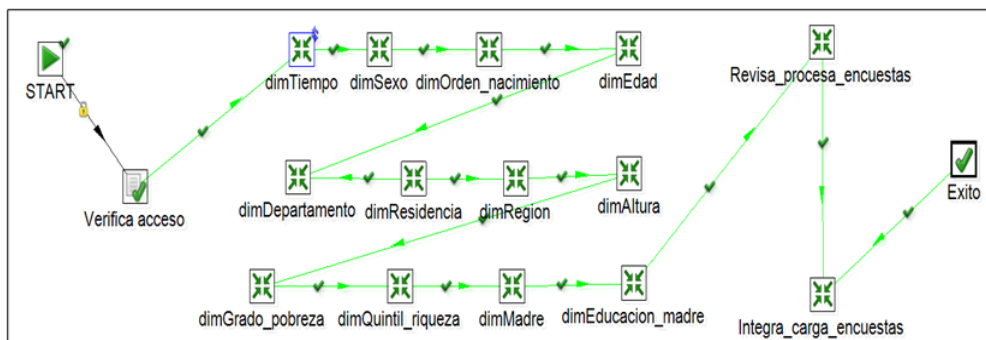 START
Verifica acceso
dimTiempo
dimSexo
dimOrden_nacimiento
dimEdad
dimDepartamento
dimResidencia
dimRegion
dimAltura
dimGrado_pobreza
dimQuintil_riqueza
dimMadre
dimEducacion_madre
Revisa_procesa_encuestas
Integra_carga_encuestas
Exito